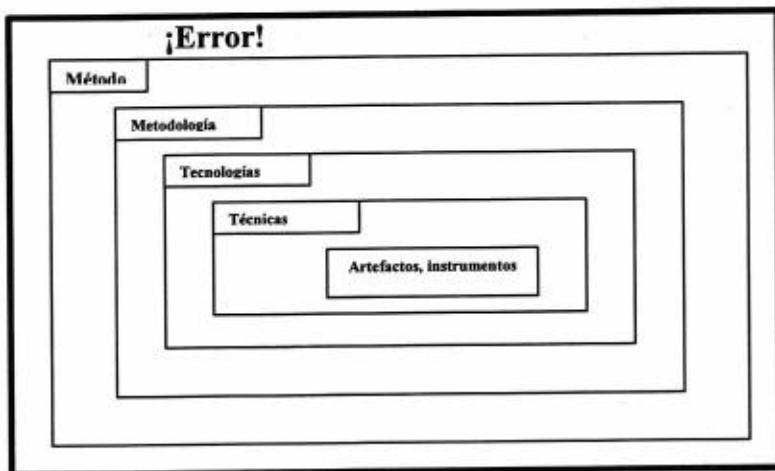 ¡Error!
Método
Metodología
Tecnologías
Técnicas
Artefactos, instrumentos